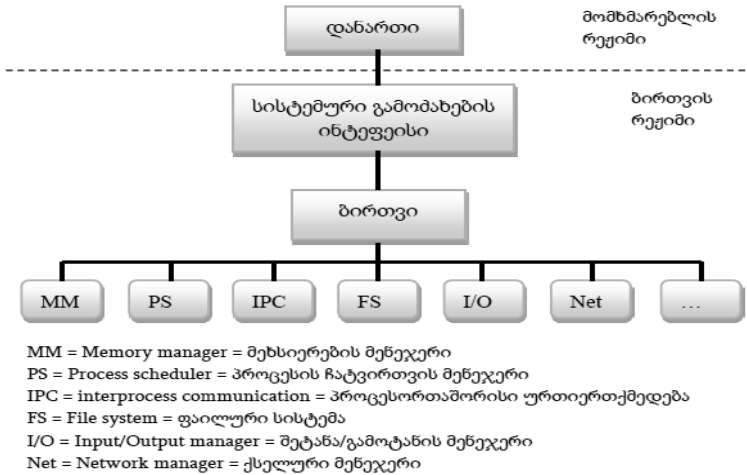 დანართი
მომხმარებლის
რეჟიმი
სისტემური გამოძახების
ინტეფეისი
ბირთვის
რეჟიმი
ბირთვი
MM
PS
IPC
FS
I/O
Net
…
MM = Memory manager = მეხსიერების მენეჯერი
PS = Process scheduler = პროცესის ჩატვირთვის მენეჯერი
IPC = interprocess communication = პროცესორთაშორისი ურთიერთქმედება
FS = File system = ფაილური სისტემა
I/O = Input/Output manager = შეტანა/გამოტანის მენეჯერი
Net = Network manager = ქსელური მენეჯერი